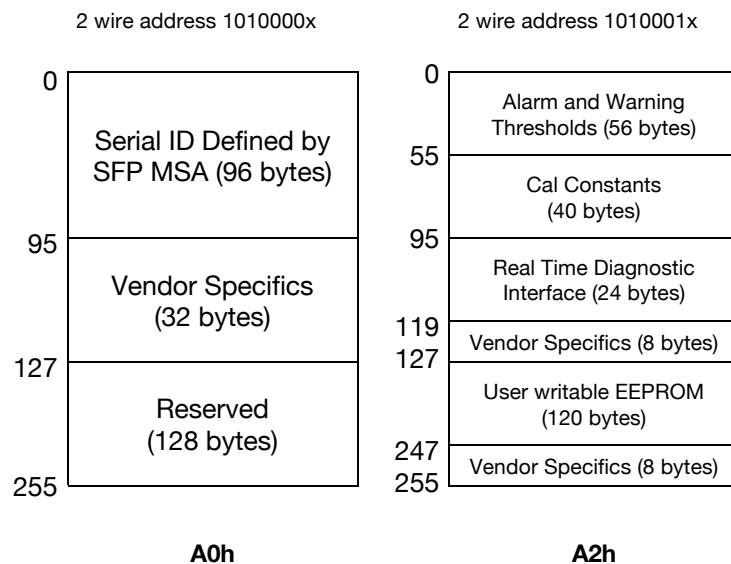 2 wire address 1010000x
0
Serial ID Defined by
SFP MSA (96 bytes)
95
Vendor Specifics
(32 bytes)
127
Reserved
(128 bytes)
255
A0h
2 wire address 1010001x
0
Alarm and Warning
Thresholds (56 bytes)
55
Cal Constants
(40 bytes)
95
Real Time Diagnostic
Interface (24 bytes)
119
Vendor Specifics (8 bytes)
127
User writable EEPROM
(120 bytes)
247
Vendor Specifics (8 bytes)
255
A2h